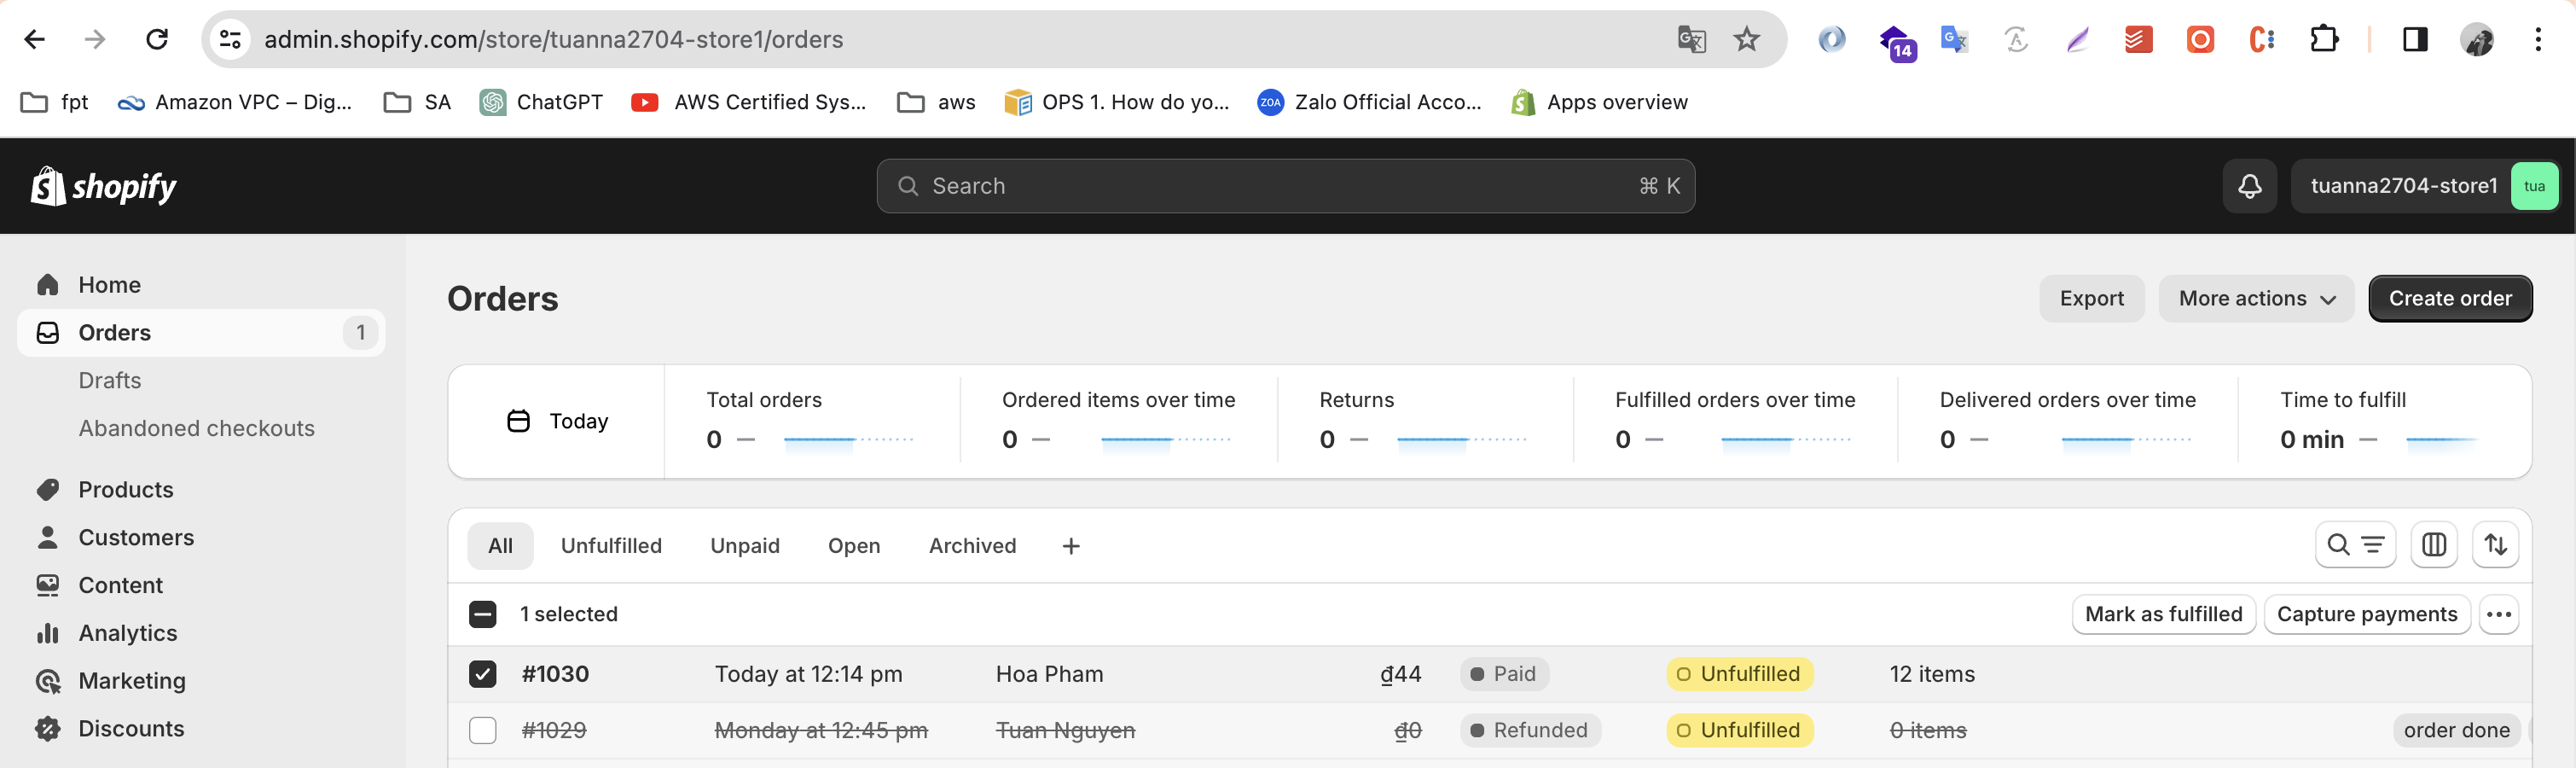 admin.shopify.com/store/tuanna2704-store1/orders
14
fpt
Amazon VPC – Dig...
SA
ChatGPT
AWS Certified Sys...
aws
OPS 1. How do yo...
ZOA
Zalo Official Acco...
Apps overview
shopify
Search
⌘ K
tuanna2704-store1
tua
Home
Orders
1
Drafts
Abandoned checkouts
Products
Customers
Content
Analytics
Marketing
Discounts
Orders
Export
More actions
Create order
Today
Total orders
0 —
Ordered items over time
0 —
Returns
0 —
Fulfilled orders over time
0 —
Delivered orders over time
0 —
Time to fulfill
0 min —
All
Unfulfilled
Unpaid
Open
Archived
+
1 selected
Mark as fulfilled
Capture payments
#1030 Today at 12:14 pm Hoa Pham ₫44 Paid Unfulfilled 12 items
#1029 Monday at 12:45 pm Tuan Nguyen ₫0 Refunded Unfulfilled 0 items order done